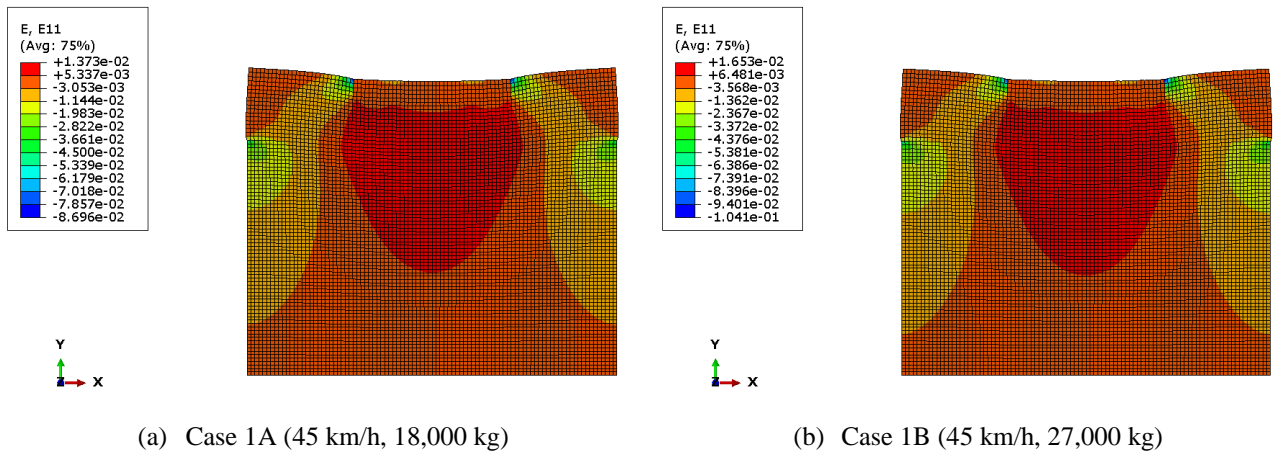 E, E11
(Avg: 75%)
+1.373e-02
+5.337e-03
-3.053e-03
-1.144e-02
-1.983e-02
-2.822e-02
-3.661e-02
-4.500e-02
-5.339e-02
-6.179e-02
-7.018e-02
-7.857e-02
-8.696e-02
Y
Z X
(a) Case 1A (45 km/h, 18,000 kg)
E, E11
(Avg: 75%)
+1.653e-02
+6.481e-03
-3.568e-03
-1.362e-02
-2.367e-02
-3.372e-02
-4.376e-02
-5.381e-02
-6.386e-02
-7.391e-02
-8.396e-02
-9.401e-02
-1.041e-01
Y
Z X
(b) Case 1B (45 km/h, 27,000 kg)